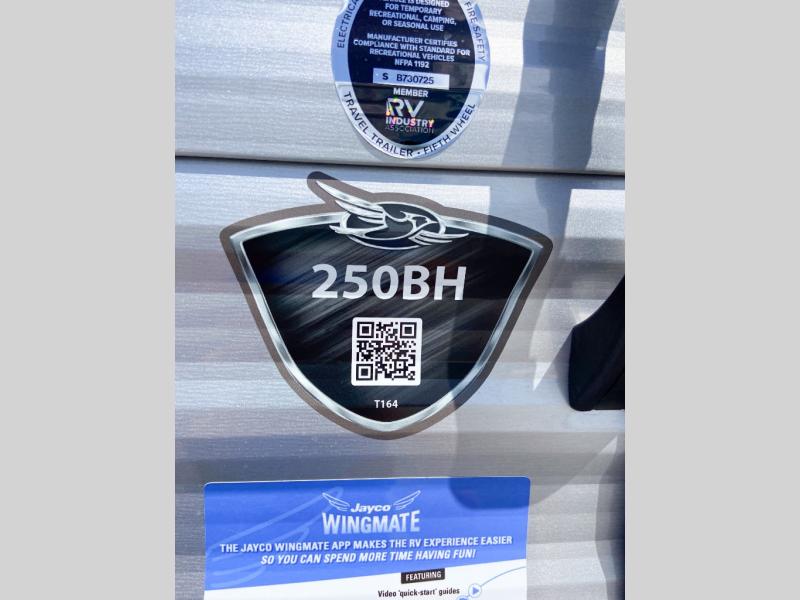 ELECTRICAL
FIRE SAFETY
IS DESIGNED
FOR TEMPORARY
RECREATIONAL, CAMPING,
OR SEASONAL USE
MANUFACTURER CERTIFIES
COMPLIANCE WITH STANDARD FOR
RECREATIONAL VEHICLES
NFPA 1192
S B730725
MEMBER
RV
INDUSTRY
ASSOCIATION
TRAVEL TRAILER • FIFTH WHEEL
250BH
T164
Jayco
WINGMATE
THE JAYCO WINGMATE APP MAKES THE RV EXPERIENCE EASIER
SO YOU CAN SPEND MORE TIME HAVING FUN!
FEATURING
Video 'quick-start' guides